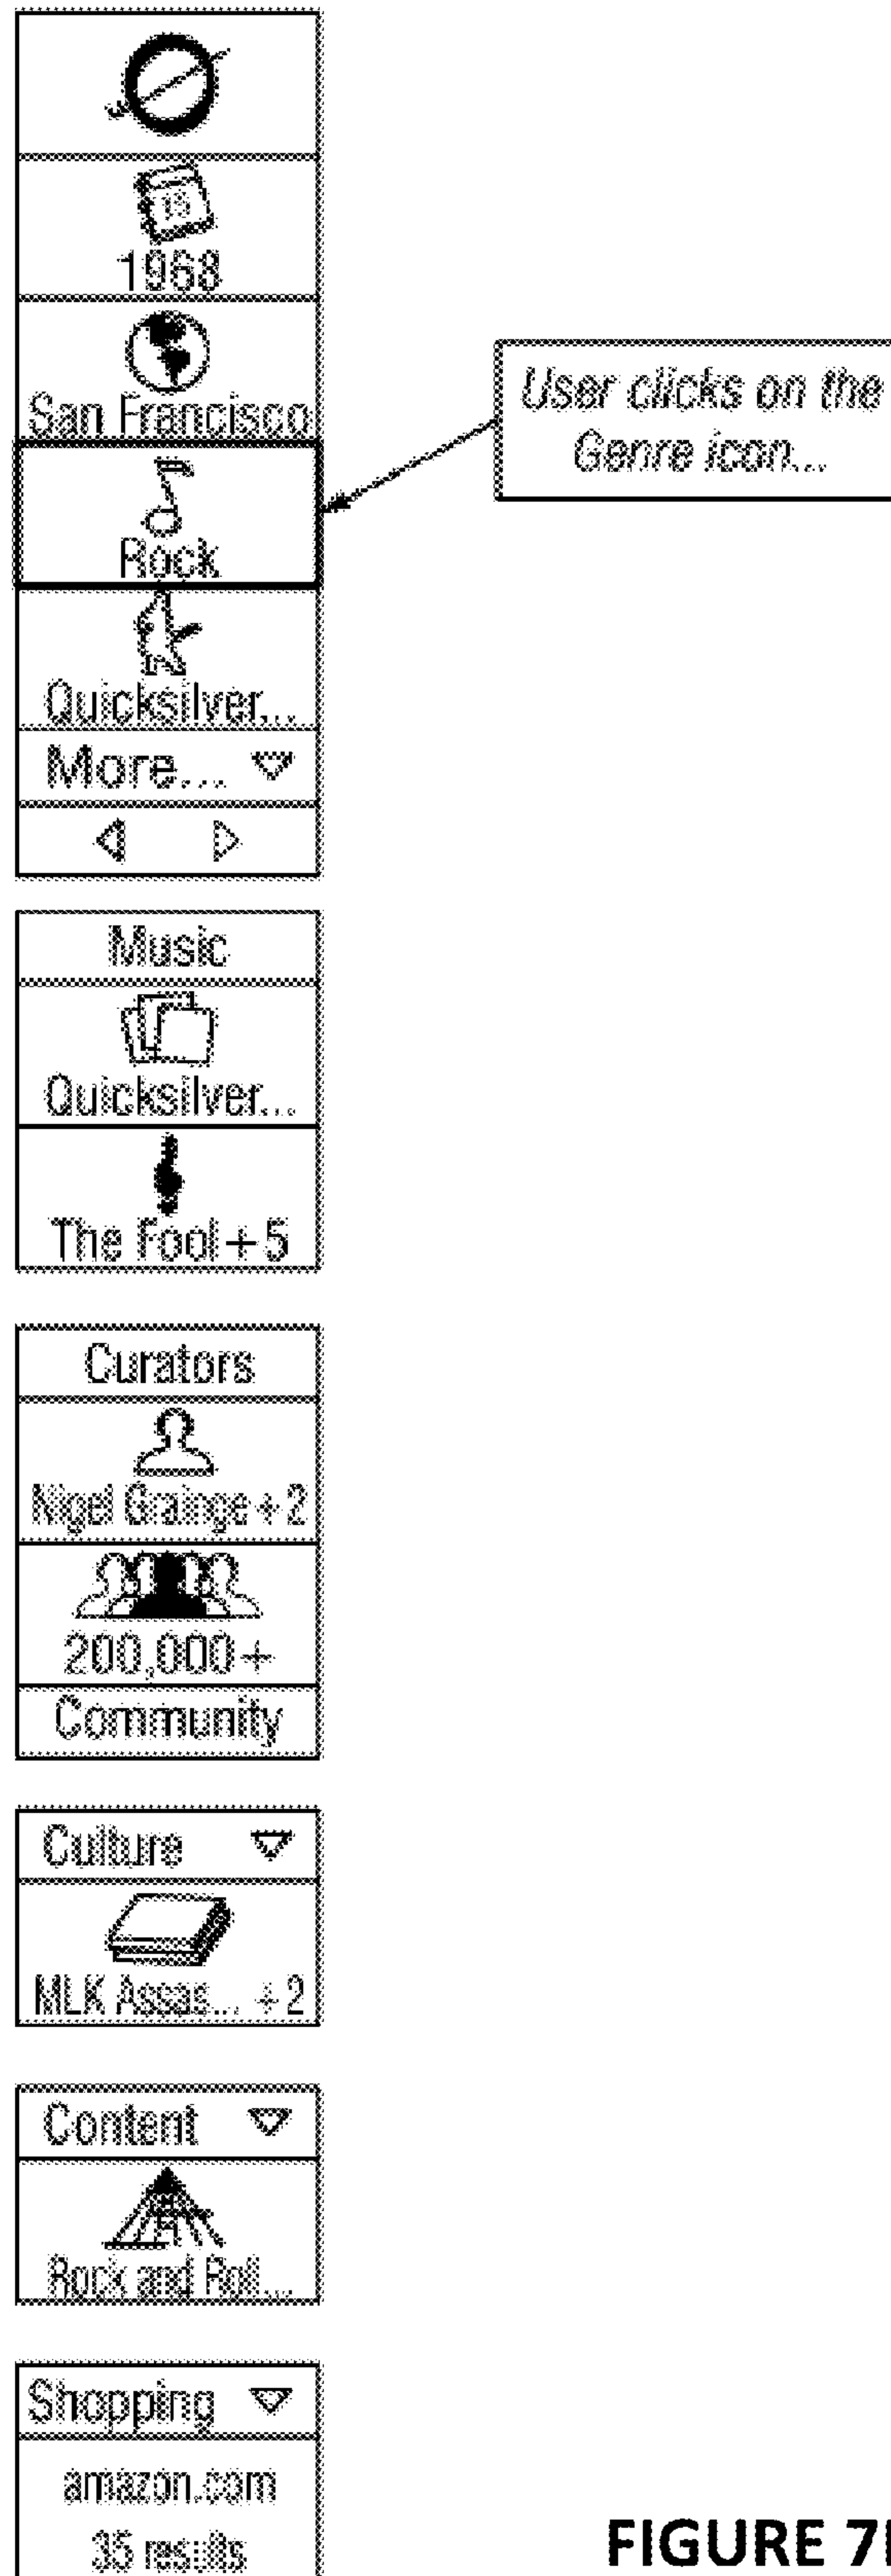 15
1968
San Francisco
User clicks on the
Genre icon...
Rock
Quicksilver...
More...
Music
Quicksilver...
The Fool+5
Curators
Nigel Grainge+2
200,000+
Community
Culture
MLK Assas... +2
Content
Rock and Roll...
Shopping
amazon.com
35 results